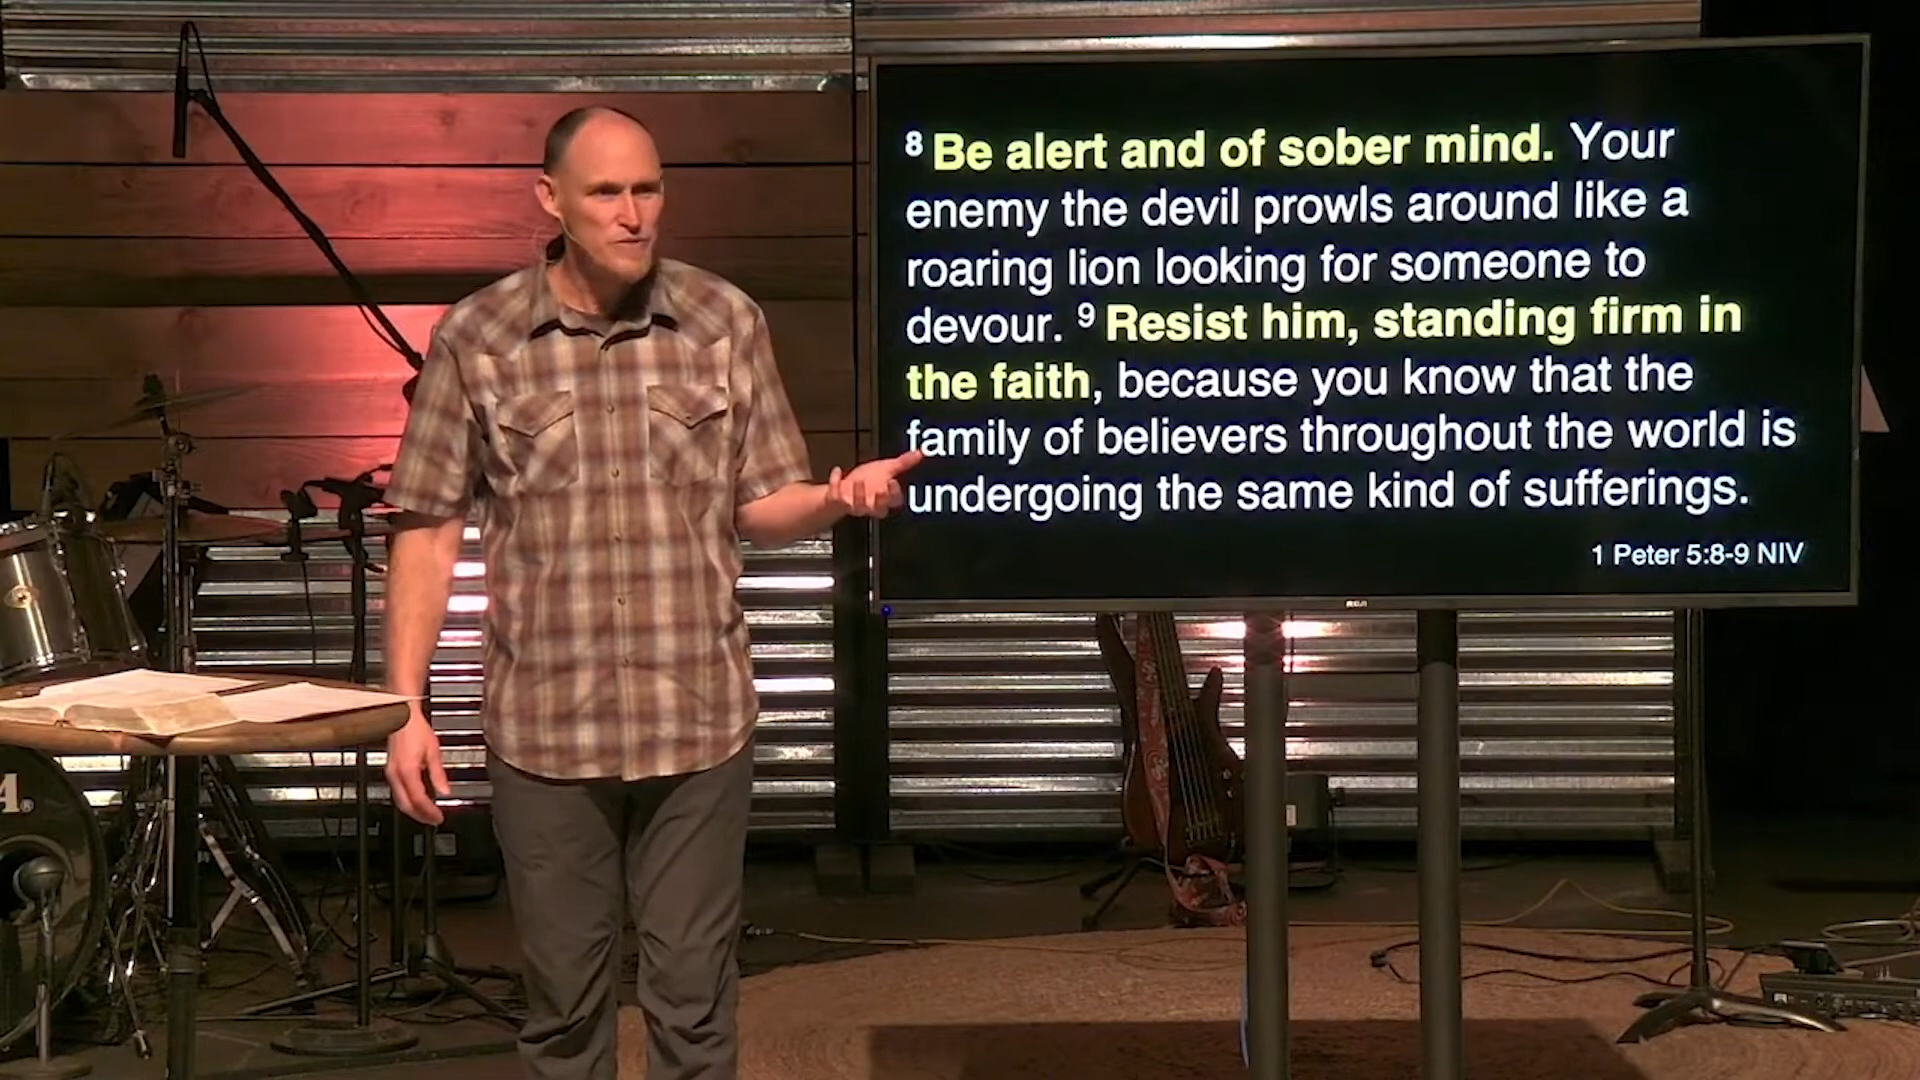 8 Be alert and of sober mind. Your
enemy the devil prowls around like a
roaring lion looking for someone to
devour. 9 Resist him, standing firm in
the faith, because you know that the
family of believers throughout the world is
undergoing the same kind of sufferings.
1 Peter 5:8-9 NIV
RCA
A®